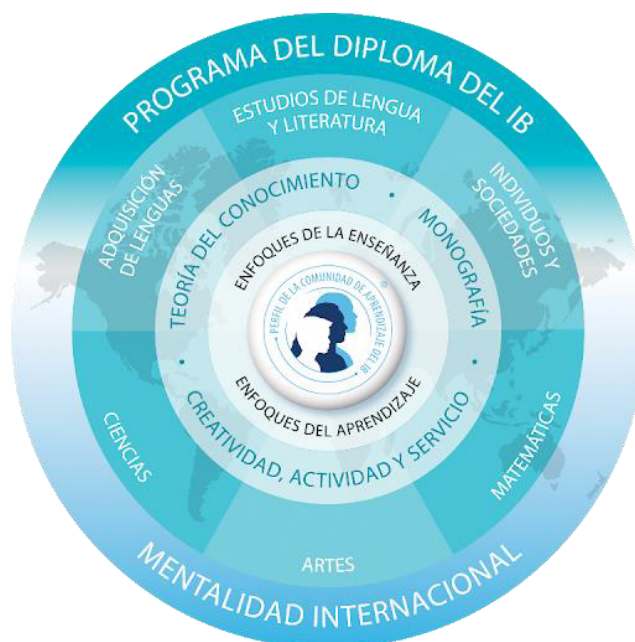 PROGRAMA DEL DIPLOMA DEL IB
ESTUDIOS DE LENGUA
Y LITERATURA
ADQUISICIÓN
DE LENGUAS
INDIVIDUOS Y
SOCIEDADES
TEORÍA DEL CONOCIMIENTO
•
MONOGRAFÍA
•
CREATIVIDAD, ACTIVIDAD Y SERVICIO
•
ENFOQUES DE LA ENSEÑANZA
PERFIL DE LA COMUNIDAD DE APRENDIZAJE DEL IB
®
ENFOQUES DEL APRENDIZAJE
CIENCIAS
MATEMÁTICAS
ARTES
MENTALIDAD INTERNACIONAL